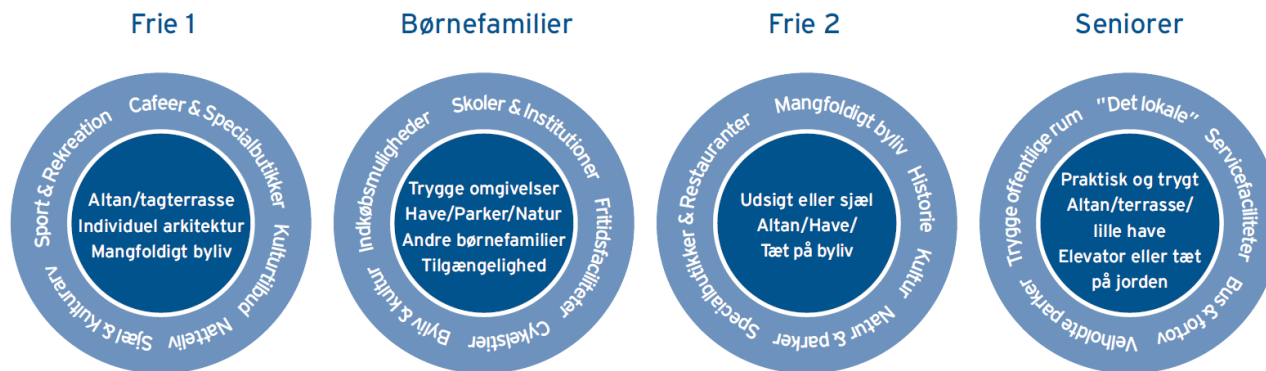 Frie 1
Cafeer & Specialbutikker
Kulturtilbud
Natteliv
Sjæl & Kulturarv
Sport & Rekreation
Altan/tagterrasse
Individuel arkitektur
Mangfoldigt byliv
Børnefamilier
Skoler & Institutioner
Fritidsfaciliteter
Cykelstier
Byliv & kultur
Indkøbsmuligheder
Trygge omgivelser
Have/Parker/Natur
Andre børnefamilier
Tilgængelighed
Frie 2
Mangfoldigt byliv
Historie
Kultur
Natur & parker
Specialbutikker & Restauranter
Udsigt eller sjæl
Altan/Have/
Tæt på byliv
Seniorer
"Det lokale"
Servicefaciliteter
Bus & fortov
Velholdte parker
Trygge offentlige rum
Praktisk og trygt
Altan/terrasse/
lille have
Elevator eller tæt
på jorden